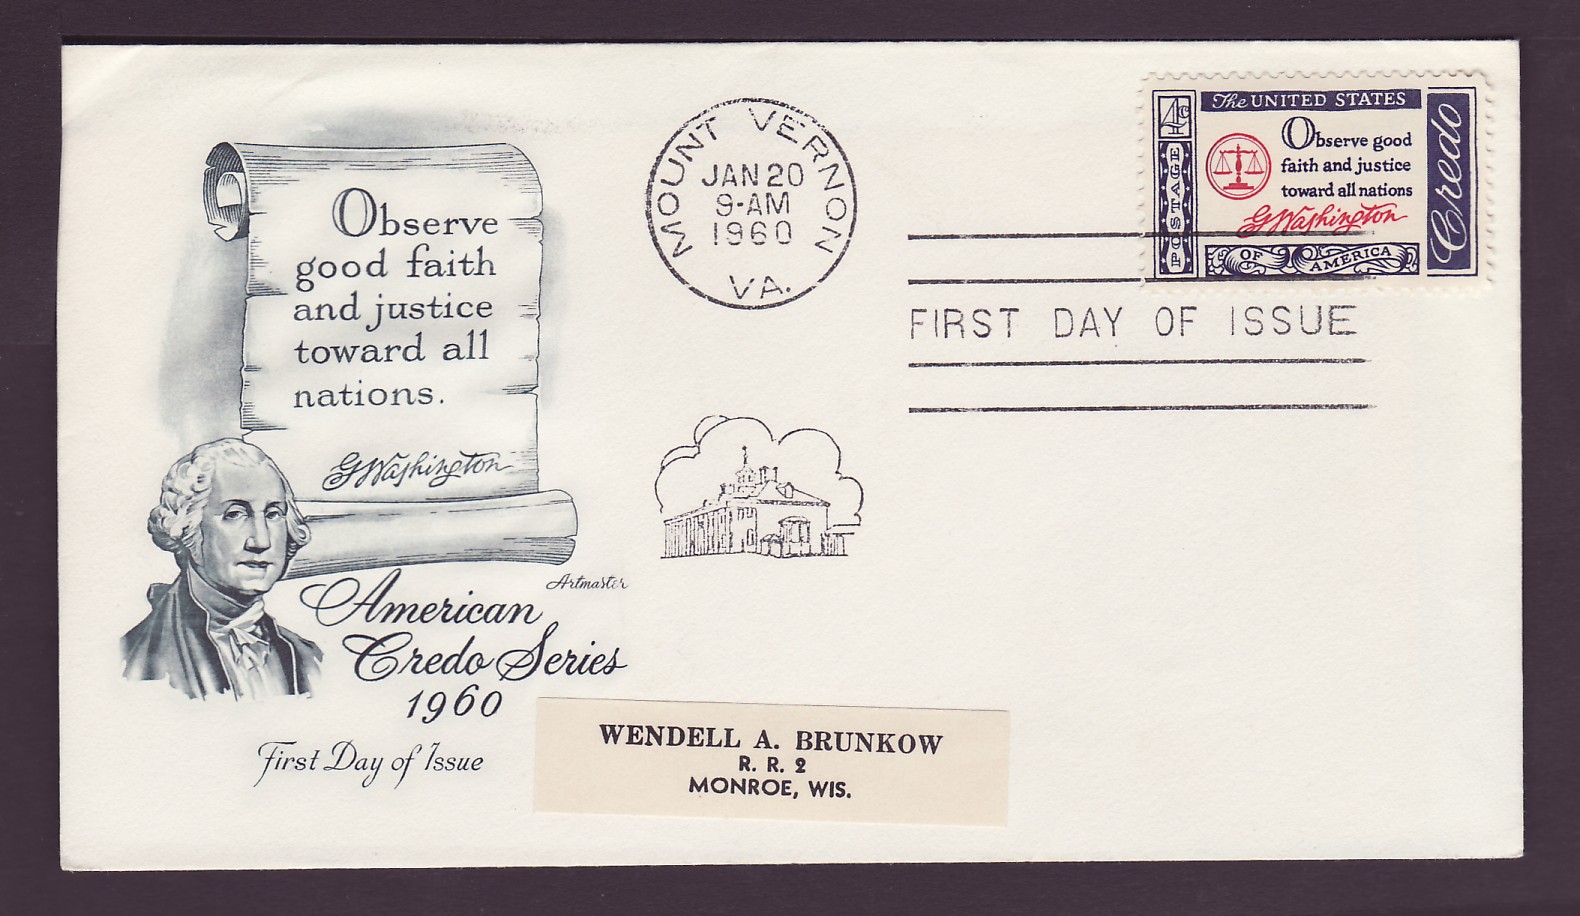 Observe
good faith
and justice
toward all
nations.
G Washington
Artmaster
American
Credo Series
1960
First Day of Issue
MOUNT VERNON
JAN 20
9-AM
1960
VA.
The UNITED STATES
4c
POSTAGE
Observe good
faith and justice
toward all nations
G Washington
OF AMERICA
Credo
FIRST DAY OF ISSUE
WENDELL A. BRUNKOW
R. R. 2
MONROE, WIS.